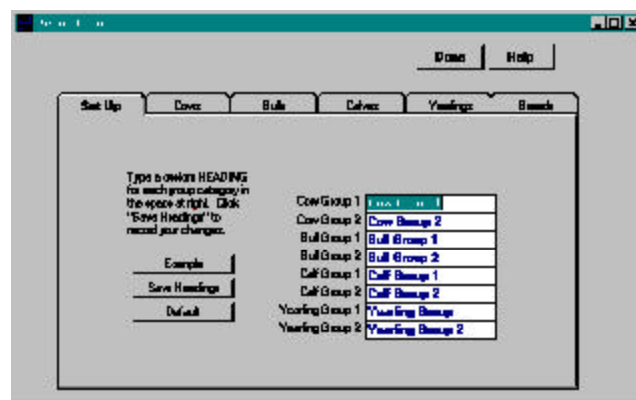 Done Help
Set Up Cows Bulls Calves Yearlings Breeds
Type a custom HEADING
for each group category in
the space at right. Click
"Save Headings" to
record your changes.
Example
Save Headings
Default
Cow Group 1
Cow Group 2 Cow Group 2
Bull Group 1 Bull Group 1
Bull Group 2 Bull Group 2
Calf Group 1 Calf Group 1
Calf Group 2 Calf Group 2
Yearling Group 1 Yearling Group
Yearling Group 2 Yearling Group 2